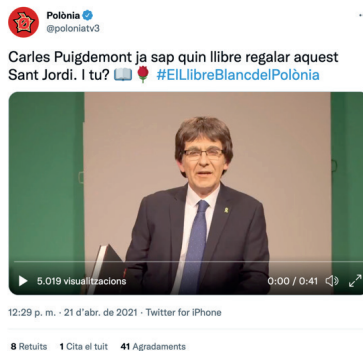 Polònia
@poloniatv3
Carles Puigdemont ja sap quin llibre regalar aquest
Sant Jordi. I tu? 📖🌹 #ElLlibreBlancdelPolònia
5.019 visualitzacions
0:00 / 0:41
12:29 p. m. · 21 d'abr. de 2021 · Twitter for iPhone
8 Retuits 1 Cita el tuit 41 Agradaments